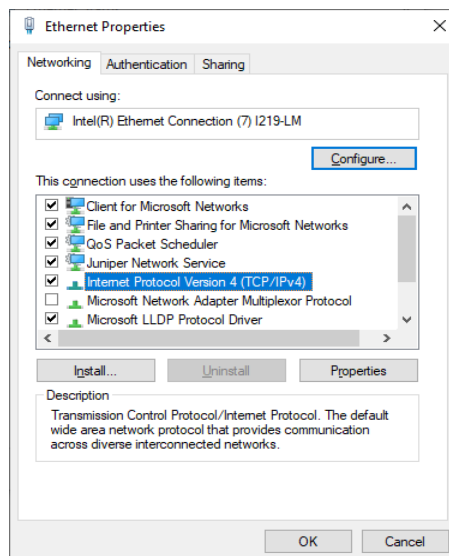 Ethernet Properties
Networking Authentication Sharing
Connect using:
Intel(R) Ethernet Connection (7) I219-LM
Configure...
This connection uses the following items:
Client for Microsoft Networks
File and Printer Sharing for Microsoft Networks
QoS Packet Scheduler
Juniper Network Service
Internet Protocol Version 4 (TCP/IPv4)
Microsoft Network Adapter Multiplexor Protocol
Microsoft LLDP Protocol Driver
Install... Uninstall Properties
Description
Transmission Control Protocol/Internet Protocol. The default
wide area network protocol that provides communication
across diverse interconnected networks.
OK Cancel